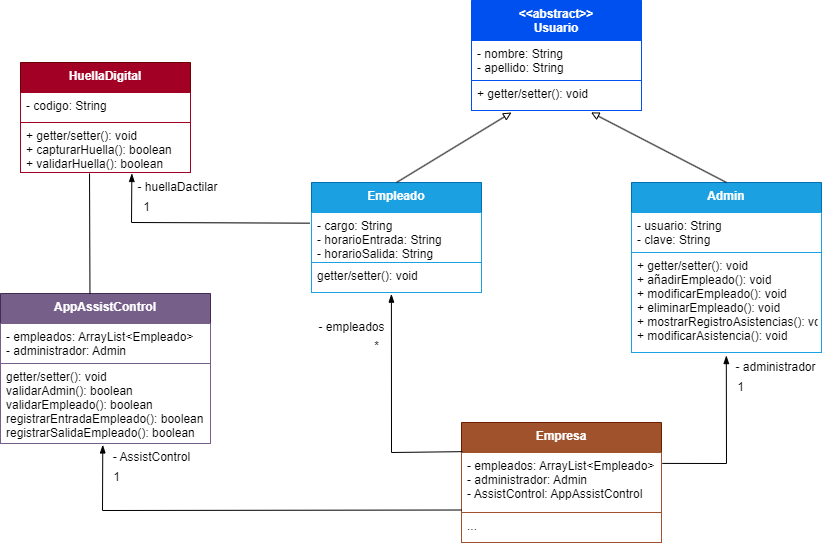 <<abstract>>
Usuario
- nombre: String
- apellido: String
+ getter/setter(): void
HuellaDigital
- codigo: String
+ getter/setter(): void
+ capturarHuella(): boolean
+ validarHuella(): boolean
- huellaDactilar
1
Empleado
- cargo: String
- horarioEntrada: String
- horarioSalida: String
getter/setter(): void
Admin
- usuario: String
- clave: String
+ getter/setter(): void
+ añadirEmpleado(): void
+ modificarEmpleado(): void
+ eliminarEmpleado(): void
+ mostrarRegistroAsistencias(): vo
+ modificarAsistencia(): void
AppAssistControl
- empleados: ArrayList<Empleado>
- administrador: Admin
getter/setter(): void
validarAdmin(): boolean
validarEmpleado(): boolean
registrarEntradaEmpleado(): boolean
registrarSalidaEmpleado(): boolean
- empleados
*
- administrador
1
- AssistControl
1
Empresa
- empleados: ArrayList<Empleado>
- administrador: Admin
- AssistControl: AppAssistControl
...